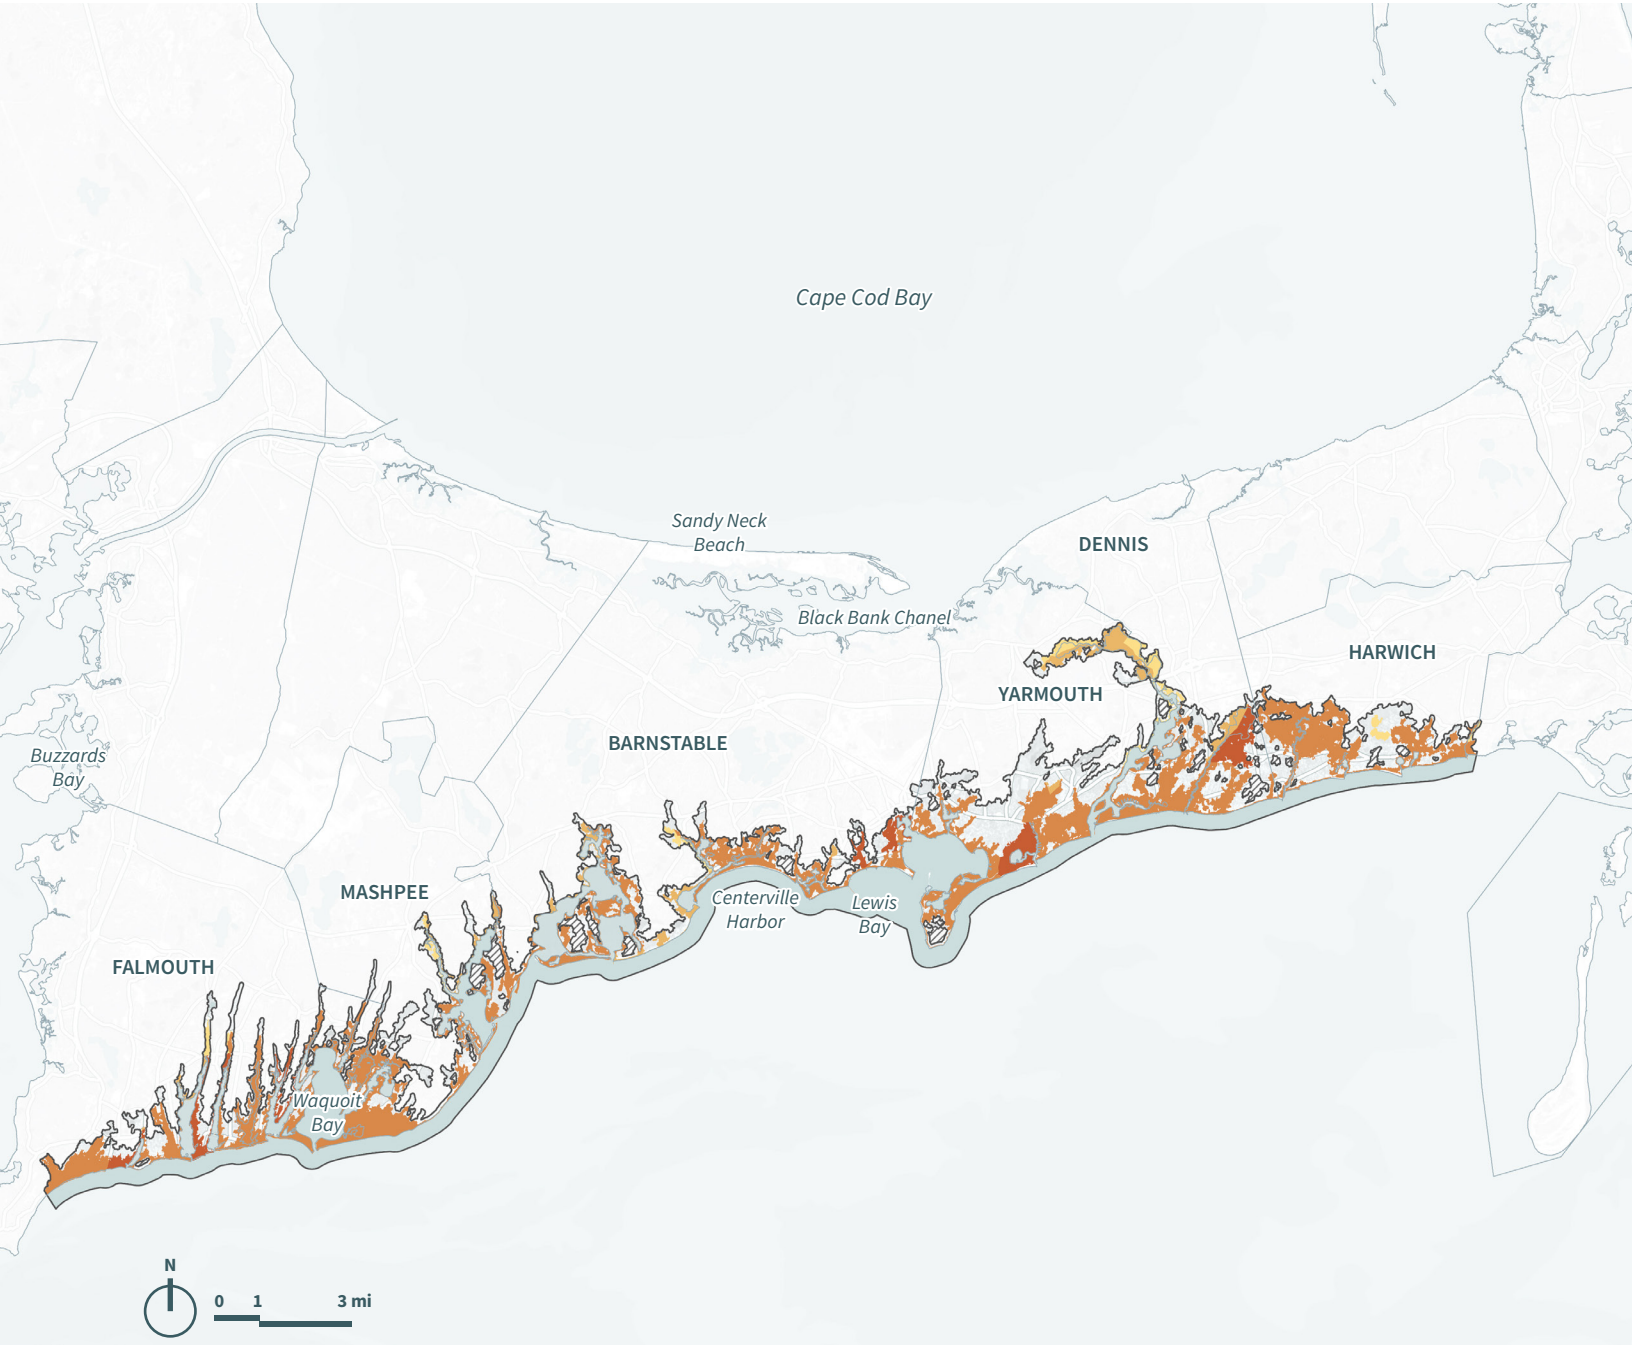 Cape Cod Bay
Sandy Neck
Beach
DENNIS
Black Bank Chanel
HARWICH
YARMOUTH
BARNSTABLE
Buzzards
Bay
MASHPEE
Centerville
Harbor
Lewis
Bay
FALMOUTH
Waquoit
Bay
N
0 1 3 mi